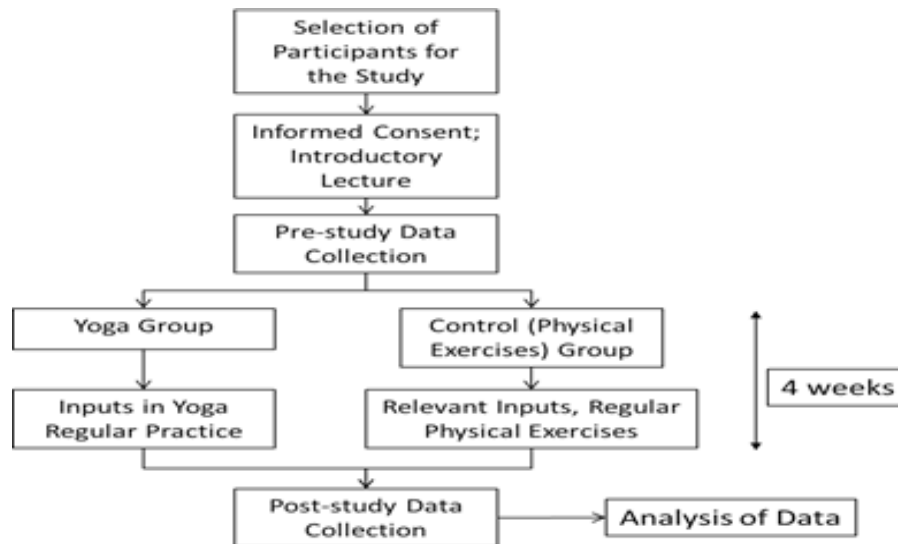 Selection of
Participants for
the Study
Informed Consent;
Introductory
Lecture
Pre-study Data
Collection
Yoga Group
Control (Physical
Exercises) Group
Inputs in Yoga
Regular Practice
Relevant Inputs, Regular
Physical Exercises
4 weeks
Post-study Data
Collection
Analysis of Data